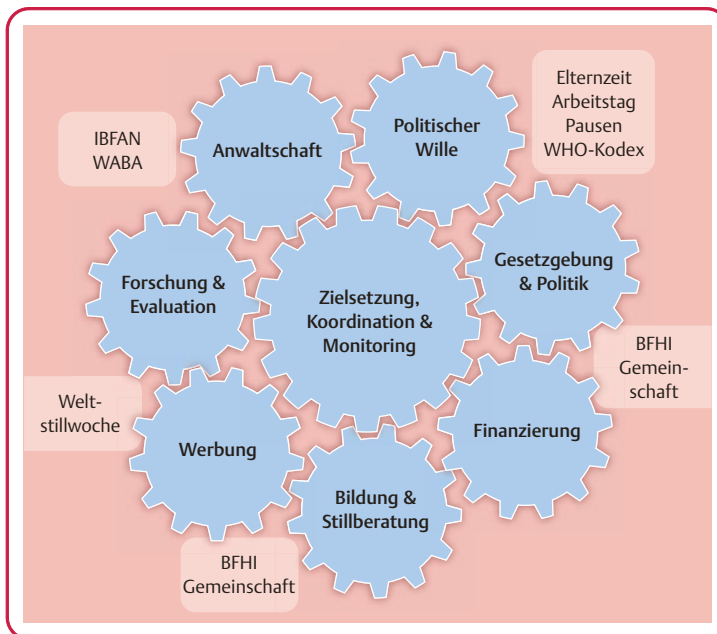 Elternzeit
Arbeitstag
Pausen
WHO-Kodex
IBFAN
WABA
Anwaltschaft
Politischer
Wille
Forschung &
Evaluation
Zielsetzung,
Koordination &
Monitoring
Gesetzgebung
& Politik
BFHI
Gemein-
schaft
Welt-
stillwoche
Werbung
Finanzierung
Bildung &
Stillberatung
BFHI
Gemeinschaft